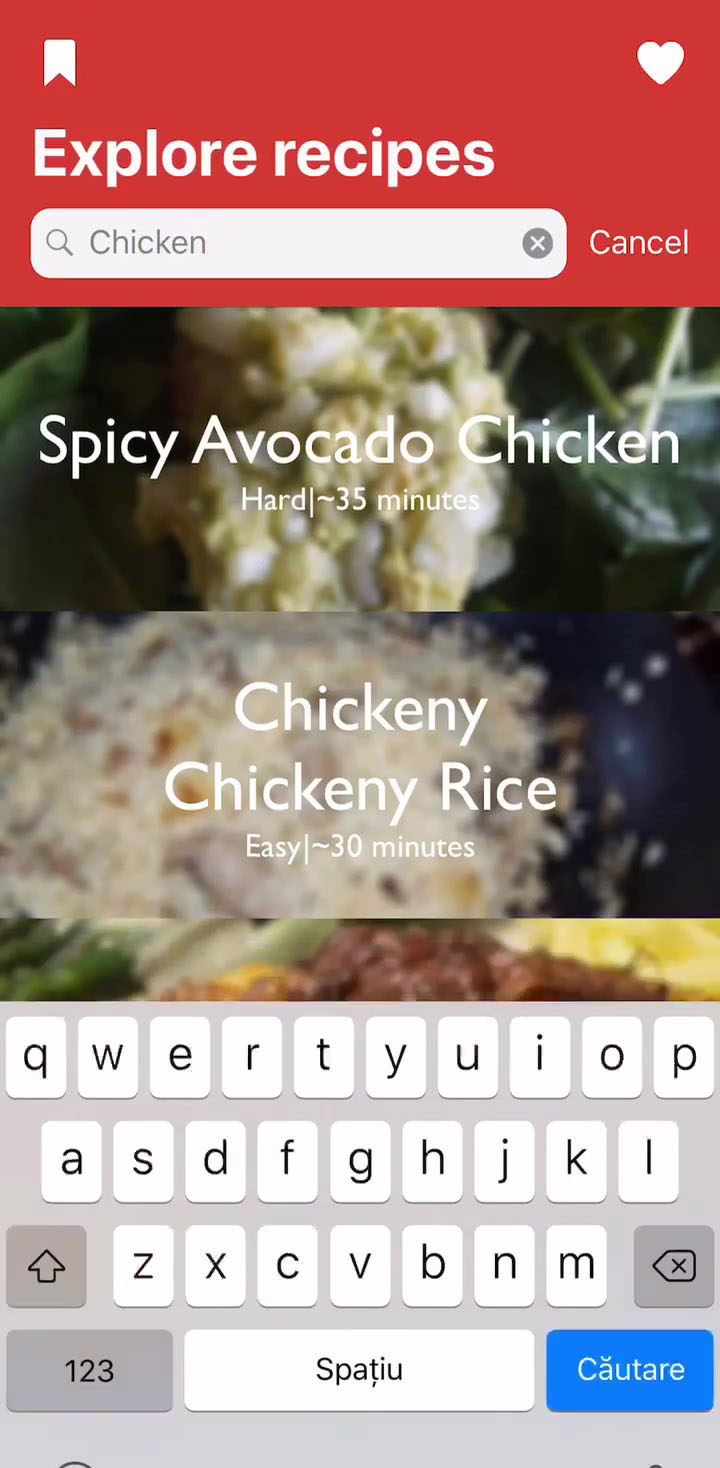 Explore recipes
Chicken Cancel
Spicy Avocado Chicken
Hard|~35 minutes
Chickeny
Chickeny Rice
Easy|~30 minutes
q w e r t y u i o p
a s d f g h j k l
z x c v b n m
123 Spațiu Căutare